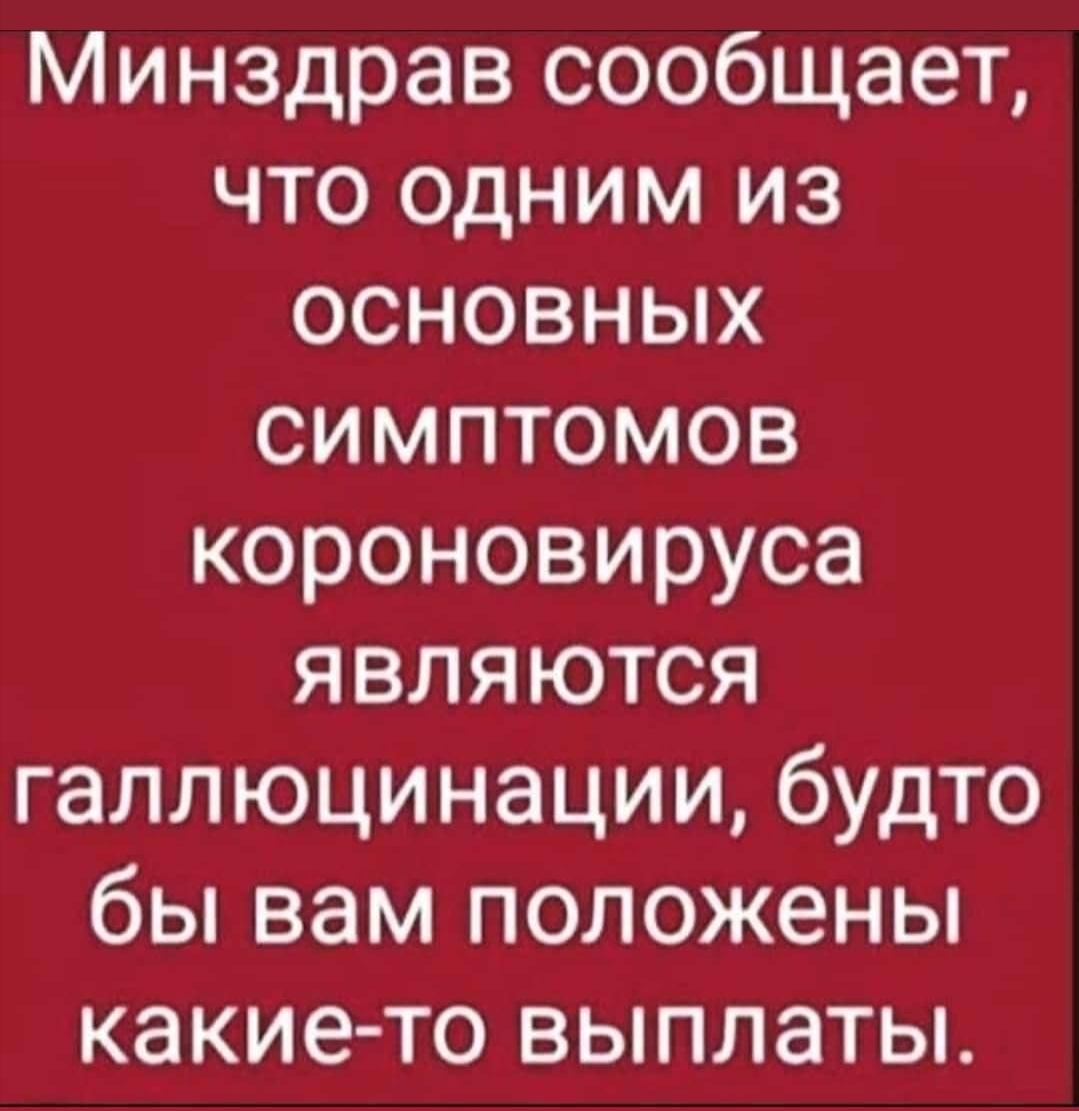 Минздрав сообщает,
что одним из
основных
симптомов
короновируса
являются
галлюцинации, будто
бы вам положены
какие-то выплаты.